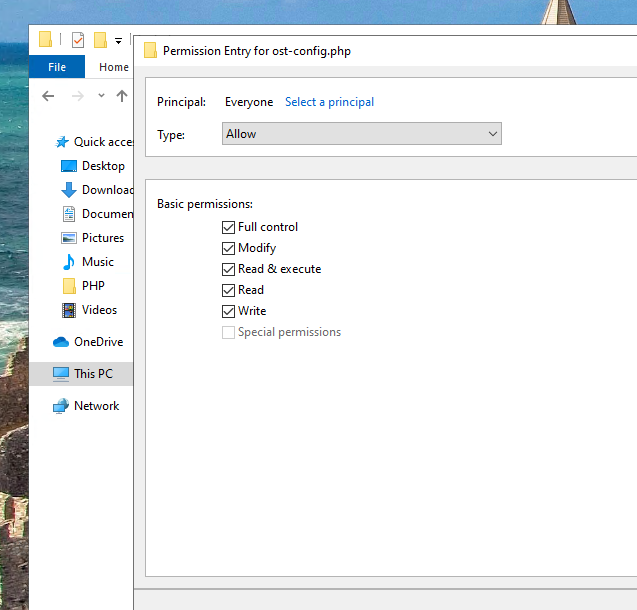 Permission Entry for ost-config.php
File Home
Principal: Everyone Select a principal
Type: Allow
Quick acce
Desktop
Downloac
Documen
Pictures
Music
PHP
Videos
OneDrive
This PC
Network
Basic permissions:
Full control
Modify
Read & execute
Read
Write
Special permissions